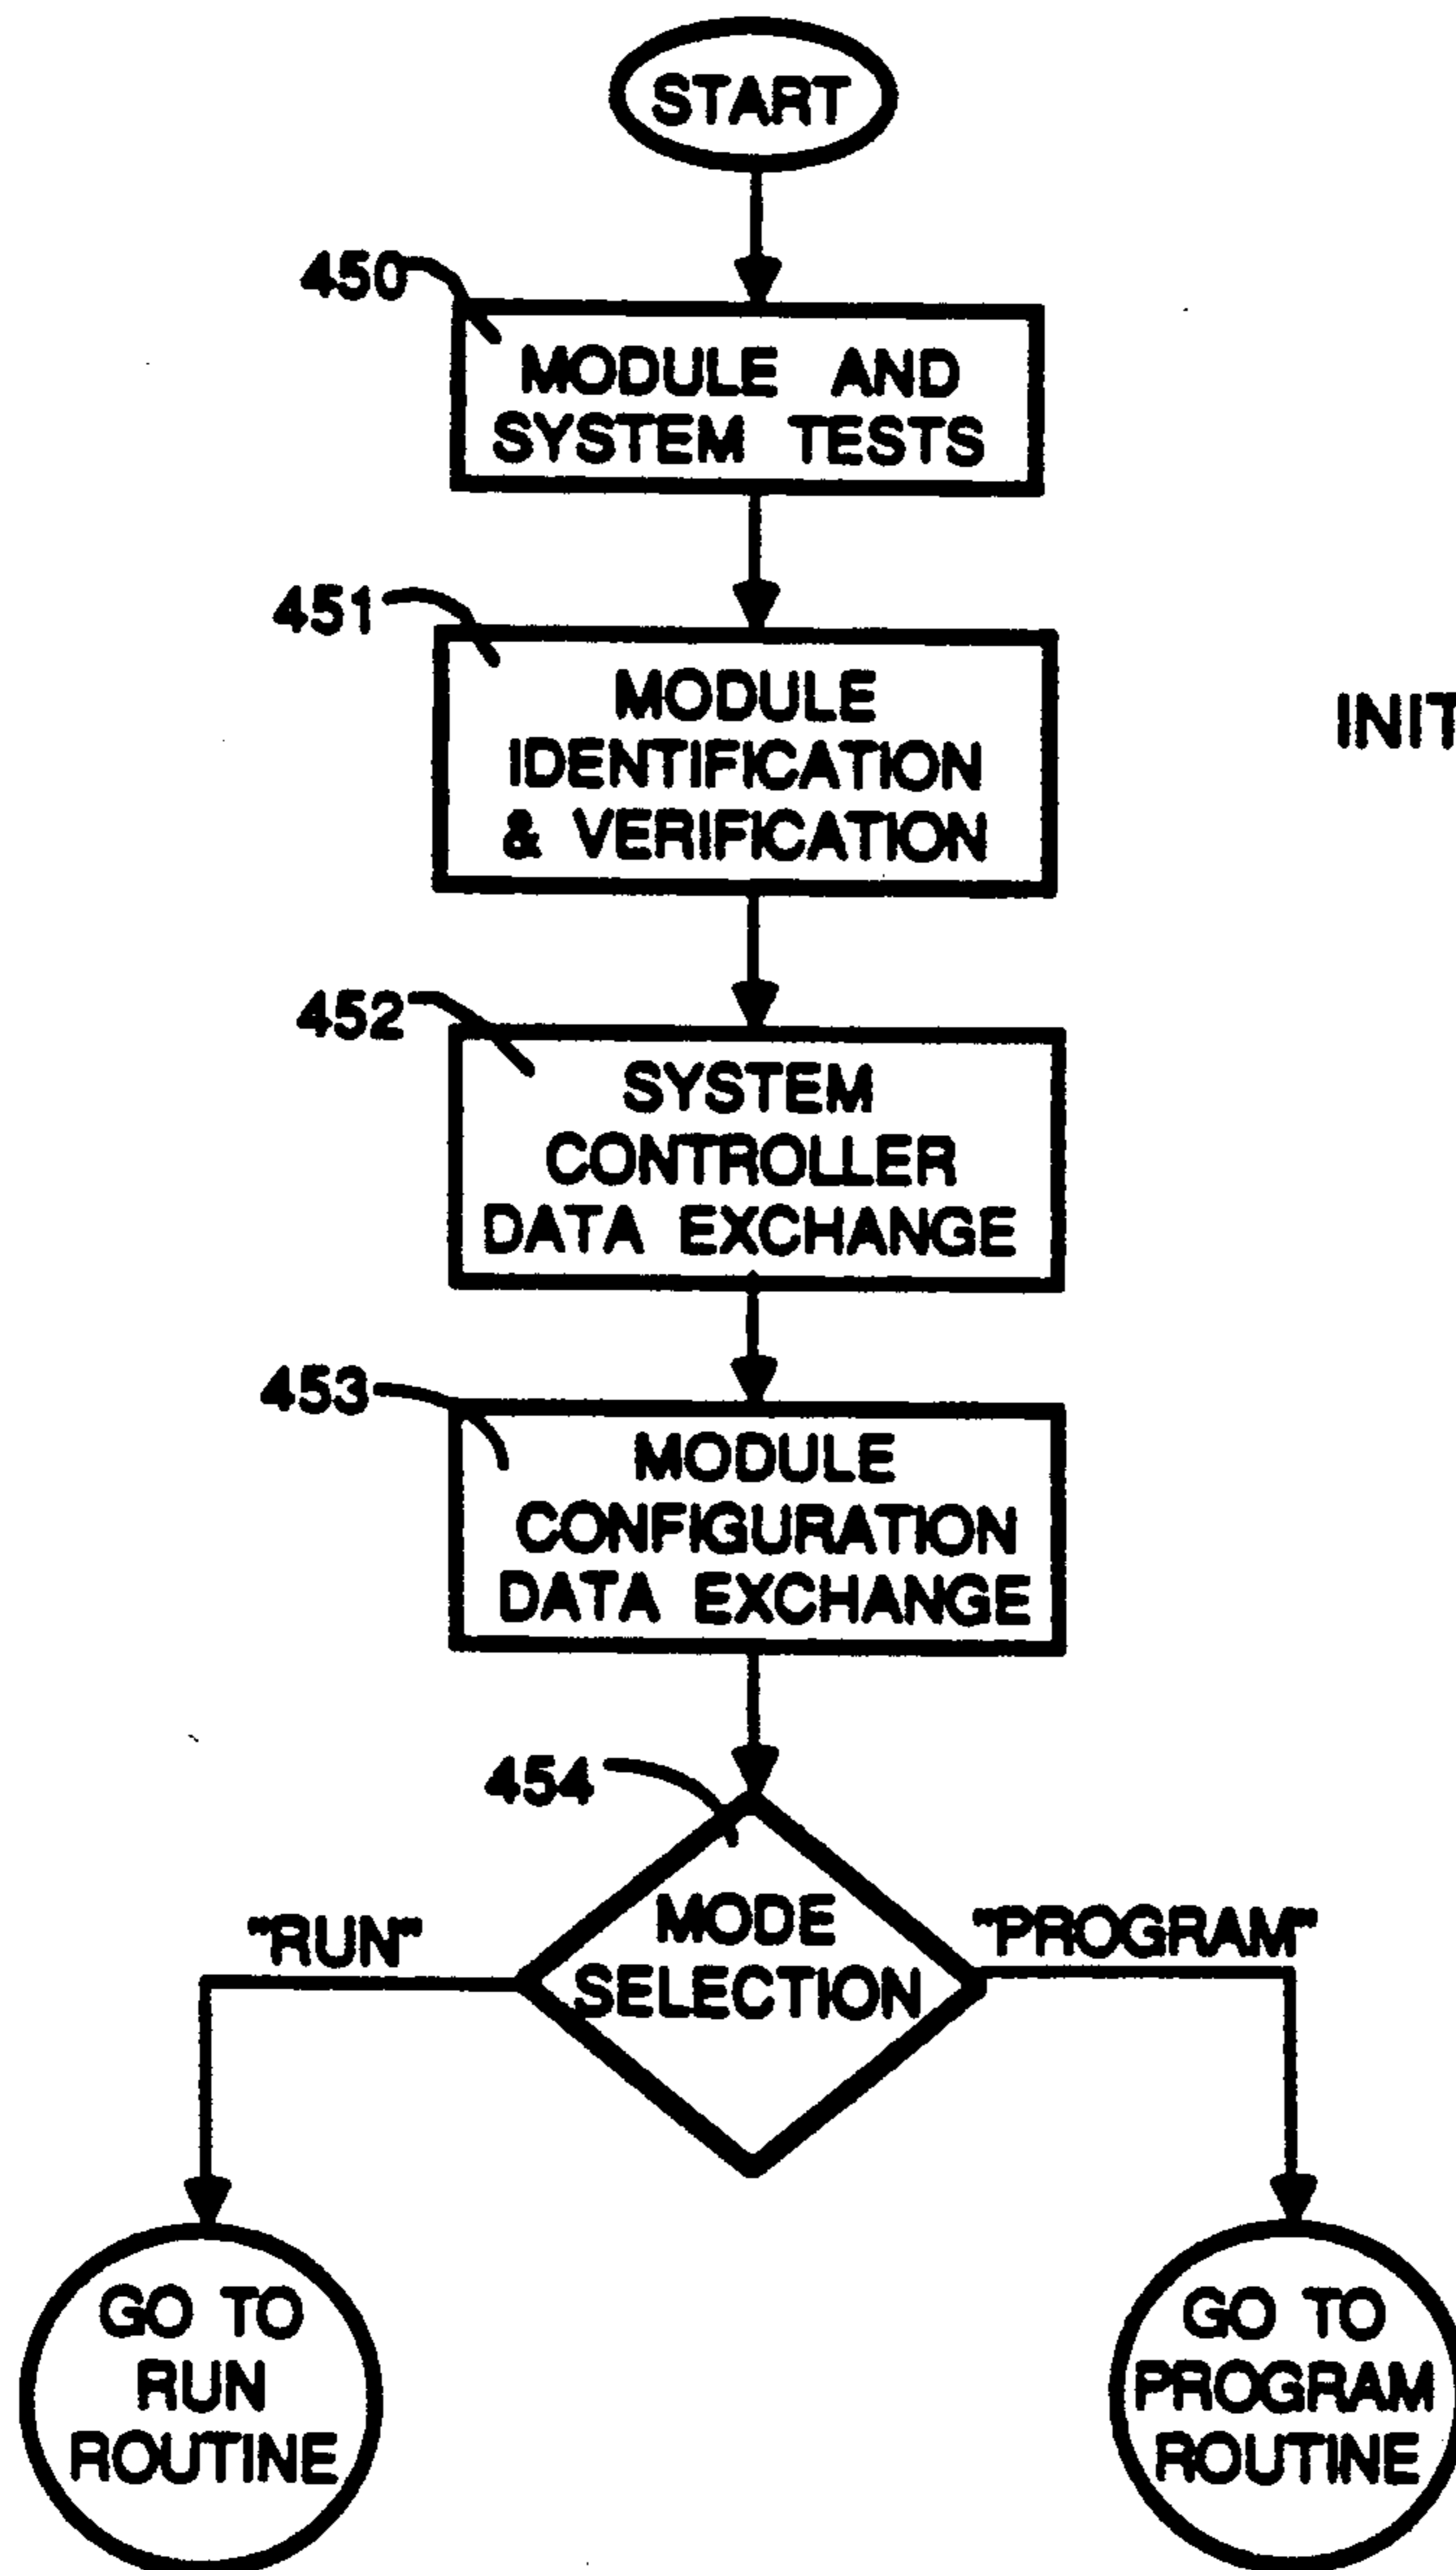 START
450
MODULE AND
SYSTEM TESTS
451
MODULE
IDENTIFICATION
& VERIFICATION
INIT
452
SYSTEM
CONTROLLER
DATA EXCHANGE
453
MODULE
CONFIGURATION
DATA EXCHANGE
454
MODE
SELECTION
"RUN"
"PROGRAM"
GO TO
RUN
ROUTINE
GO TO
PROGRAM
ROUTINE